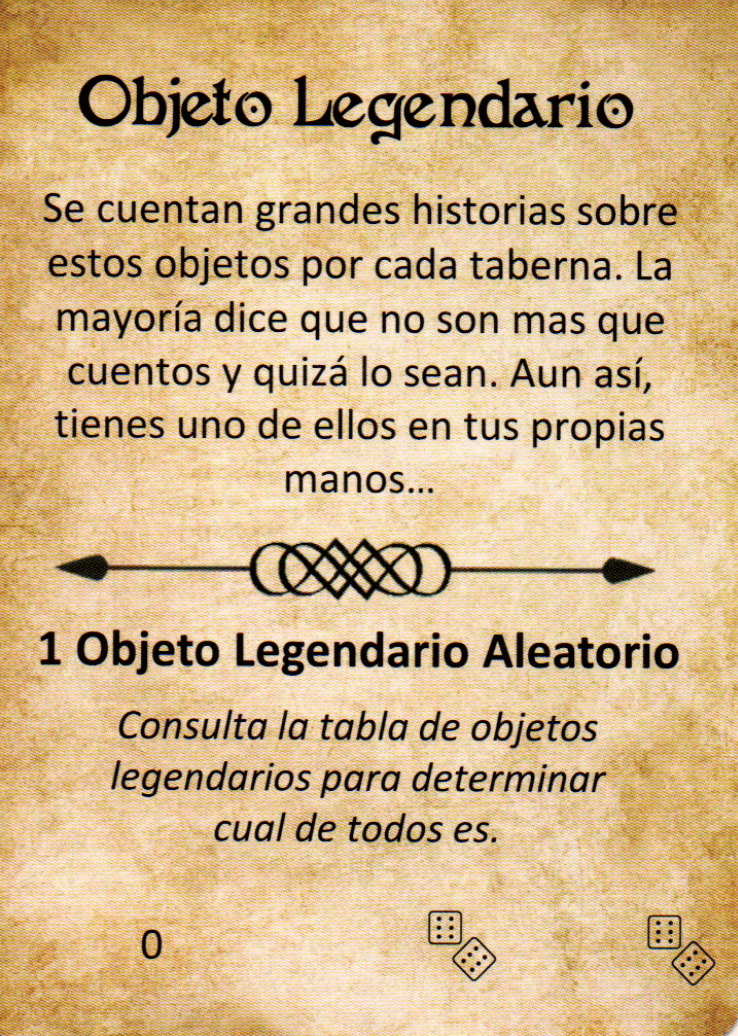 Objeto Legendario
Se cuentan grandes historias sobre
estos objetos por cada taberna. La
mayoría dice que no son mas que
cuentos y quizá lo sean. Aun así,
tienes uno de ellos en tus propias
manos...
1 Objeto Legendario Aleatorio
Consulta la tabla de objetos
legendarios para determinar
cual de todos es.
0